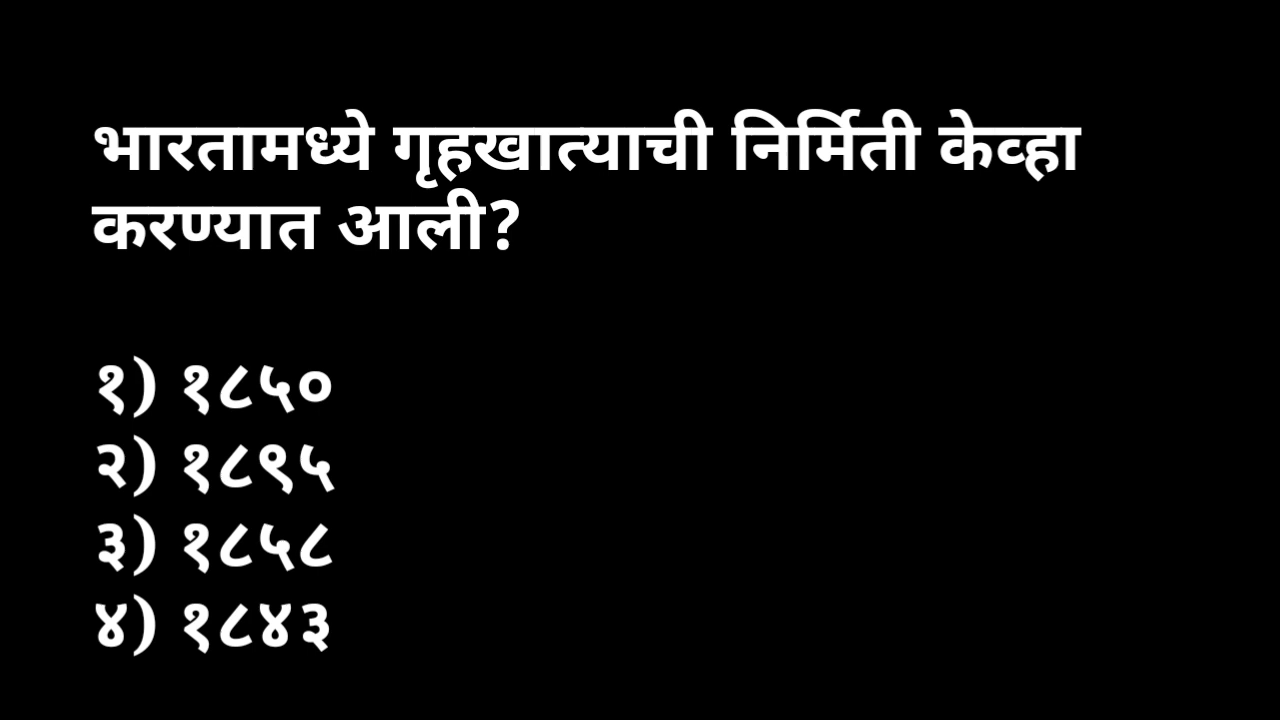 भारतामध्ये गृहखात्याची निर्मिती केव्हा
करण्यात आली?
१) १८५०
२) १८९५
३) १८५८
४) १८४३